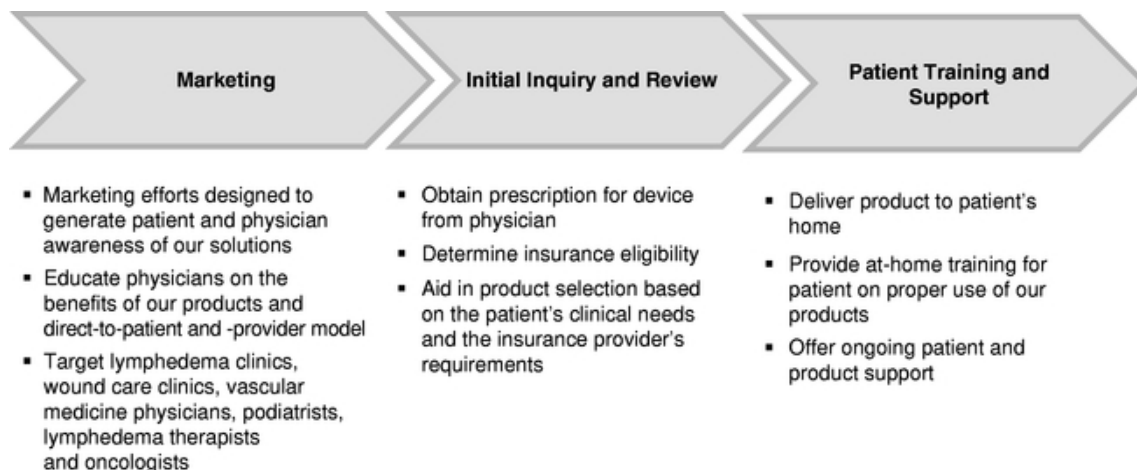 Marketing
Initial Inquiry and Review
Patient Training and
Support
▪ Marketing efforts designed to
generate patient and physician
awareness of our solutions
▪ Educate physicians on the
benefits of our products and
direct-to-patient and -provider model
▪ Target lymphedema clinics,
wound care clinics, vascular
medicine physicians, podiatrists,
lymphedema therapists
and oncologists
▪ Obtain prescription for device
from physician
▪ Determine insurance eligibility
▪ Aid in product selection based
on the patient's clinical needs
and the insurance provider's
requirements
▪ Deliver product to patient's
home
▪ Provide at-home training for
patient on proper use of our
products
▪ Offer ongoing patient and
product support